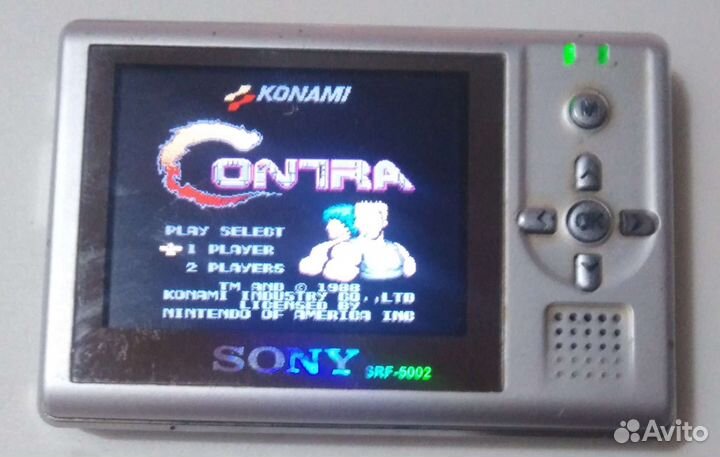 KONAMI
CONTRA
PLAY SELECT
1 PLAYER
2 PLAYERS
TM AND © 1988
KONAMI INDUSTRY CO.,LTD
LICENSED BY
NINTENDO OF AMERICA INC
SONY SRF-5002
M
OK
Avito